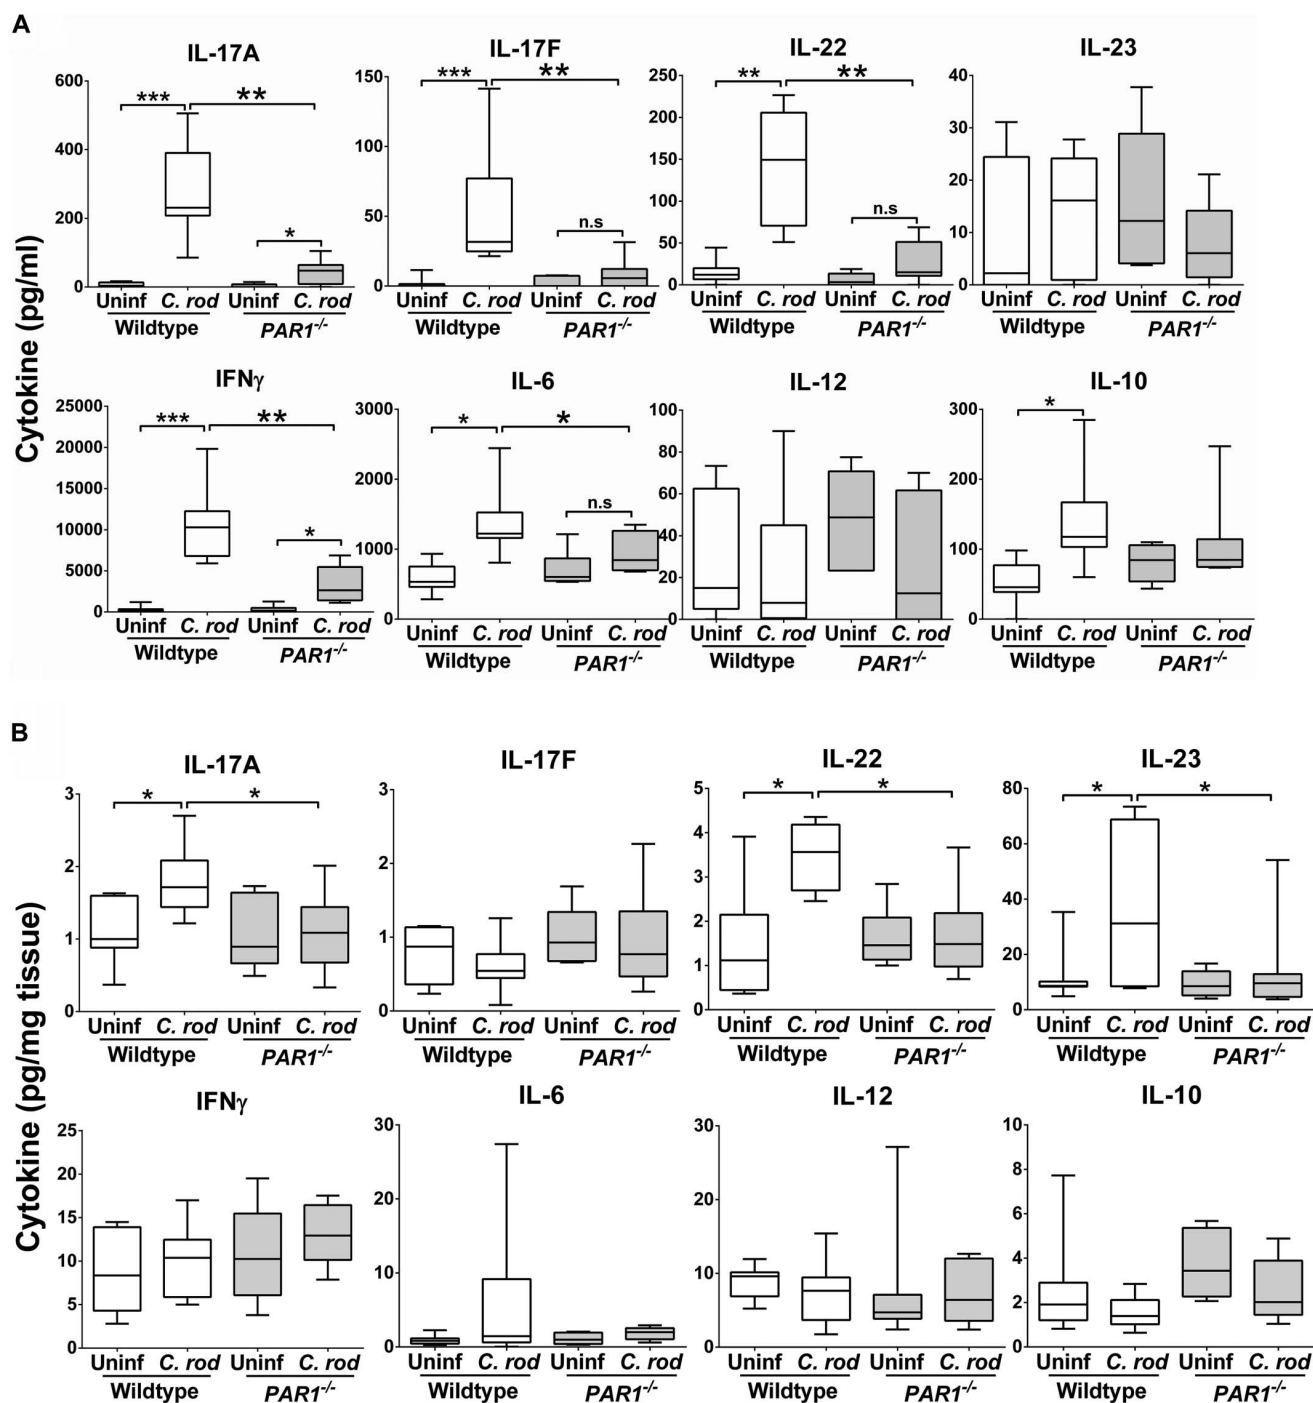 A
IL-17A IL-17F IL-22 IL-23
Cytokine (pg/ml)
600 400 200 0
*** ** *
150 100 50 0
*** ** n.s
250 200 150 100 50 0
** ** n.s
40 30 20 10 0
Uninf C. rod Uninf C. rod Uninf C. rod Uninf C. rod Uninf C. rod Uninf C. rod Uninf C. rod Uninf C. rod
Wildtype PAR1-/- Wildtype PAR1-/- Wildtype PAR1-/- Wildtype PAR1-/-
IFNγ IL-6 IL-12 IL-10
25000 20000 15000 10000 5000 0
*** ** *
3000 2000 1000 0
* * n.s
100 80 60 40 20 0
300 200 100 0
*
Uninf C. rod Uninf C. rod Uninf C. rod Uninf C. rod Uninf C. rod Uninf C. rod Uninf C. rod Uninf C. rod
Wildtype PAR1-/- Wildtype PAR1-/- Wildtype PAR1-/- Wildtype PAR1-/-
B
IL-17A IL-17F IL-22 IL-23
Cytokine (pg/mg tissue)
3 2 1 0
* *
3 2 1 0
5 4 3 2 1 0
* *
80 60 40 20 0
* *
Uninf C. rod Uninf C. rod Uninf C. rod Uninf C. rod Uninf C. rod Uninf C. rod Uninf C. rod Uninf C. rod
Wildtype PAR1-/- Wildtype PAR1-/- Wildtype PAR1-/- Wildtype PAR1-/-
IFNγ IL-6 IL-12 IL-10
25 20 15 10 5 0
30 20 10 0
30 20 10 0
10 8 6 4 2 0
Uninf C. rod Uninf C. rod Uninf C. rod Uninf C. rod Uninf C. rod Uninf C. rod Uninf C. rod Uninf C. rod
Wildtype PAR1-/- Wildtype PAR1-/- Wildtype PAR1-/- Wildtype PAR1-/-